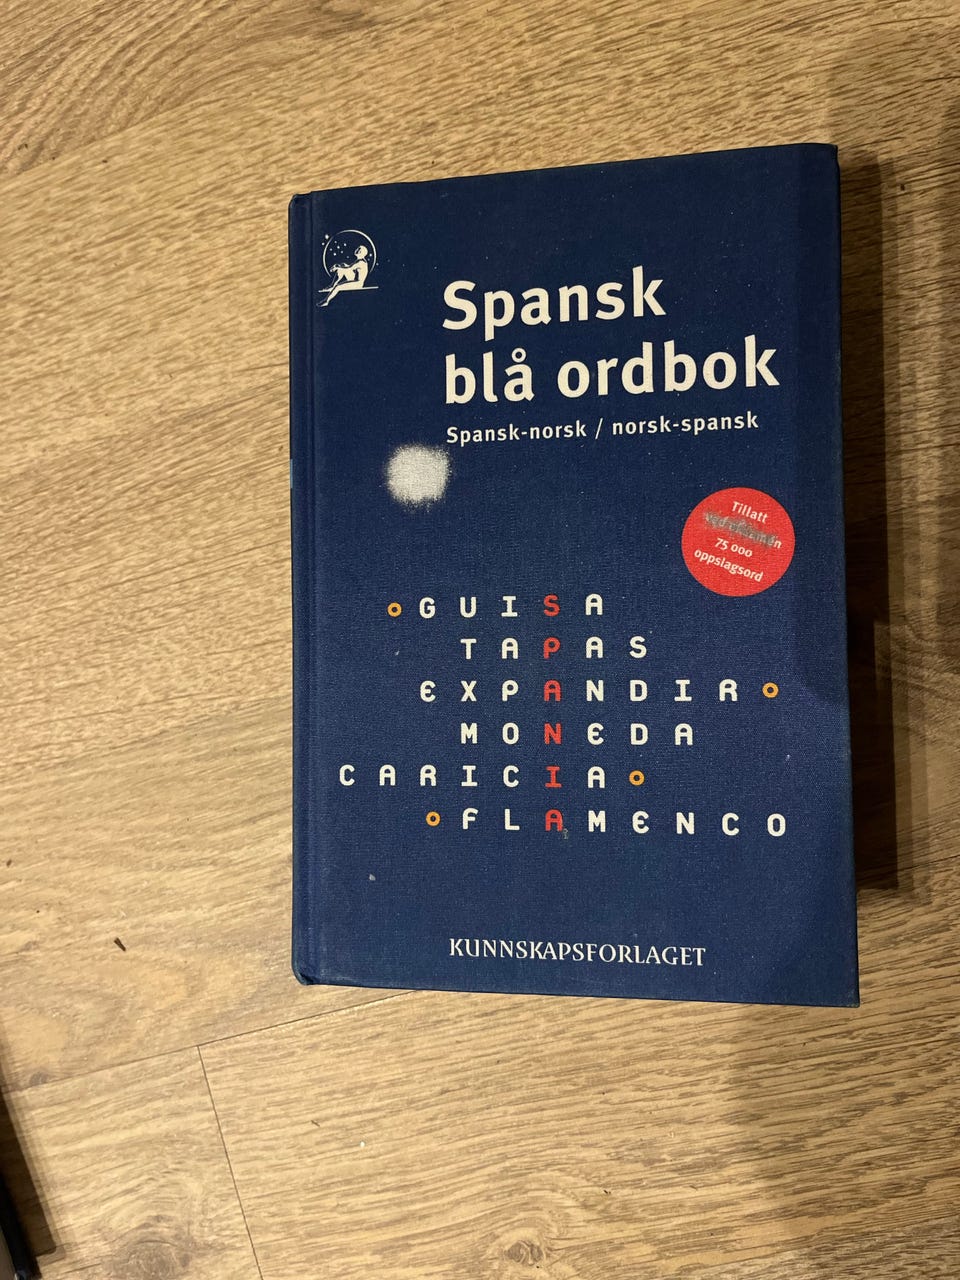 Spansk
blå ordbok
Spansk-norsk / norsk-spansk
Tillatt
75 000
oppslagsord
GUISA
TAPAS
EXPANDIR
MONEDA
CARICIA
FLAMENCO
KUNNSKAPSFORLAGET